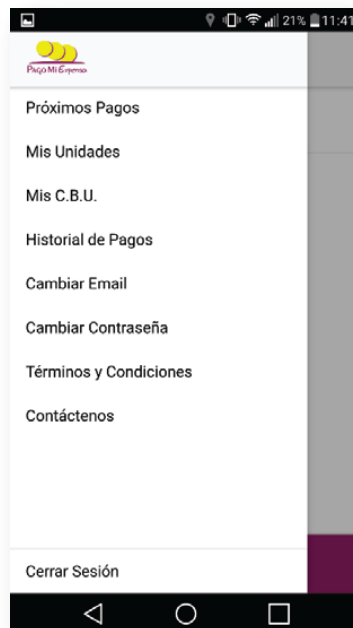 21% 11:41
PAGO MI Expensa
Próximos Pagos
Mis Unidades
Mis C.B.U.
Historial de Pagos
Cambiar Email
Cambiar Contraseña
Términos y Condiciones
Contáctenos
Cerrar Sesión